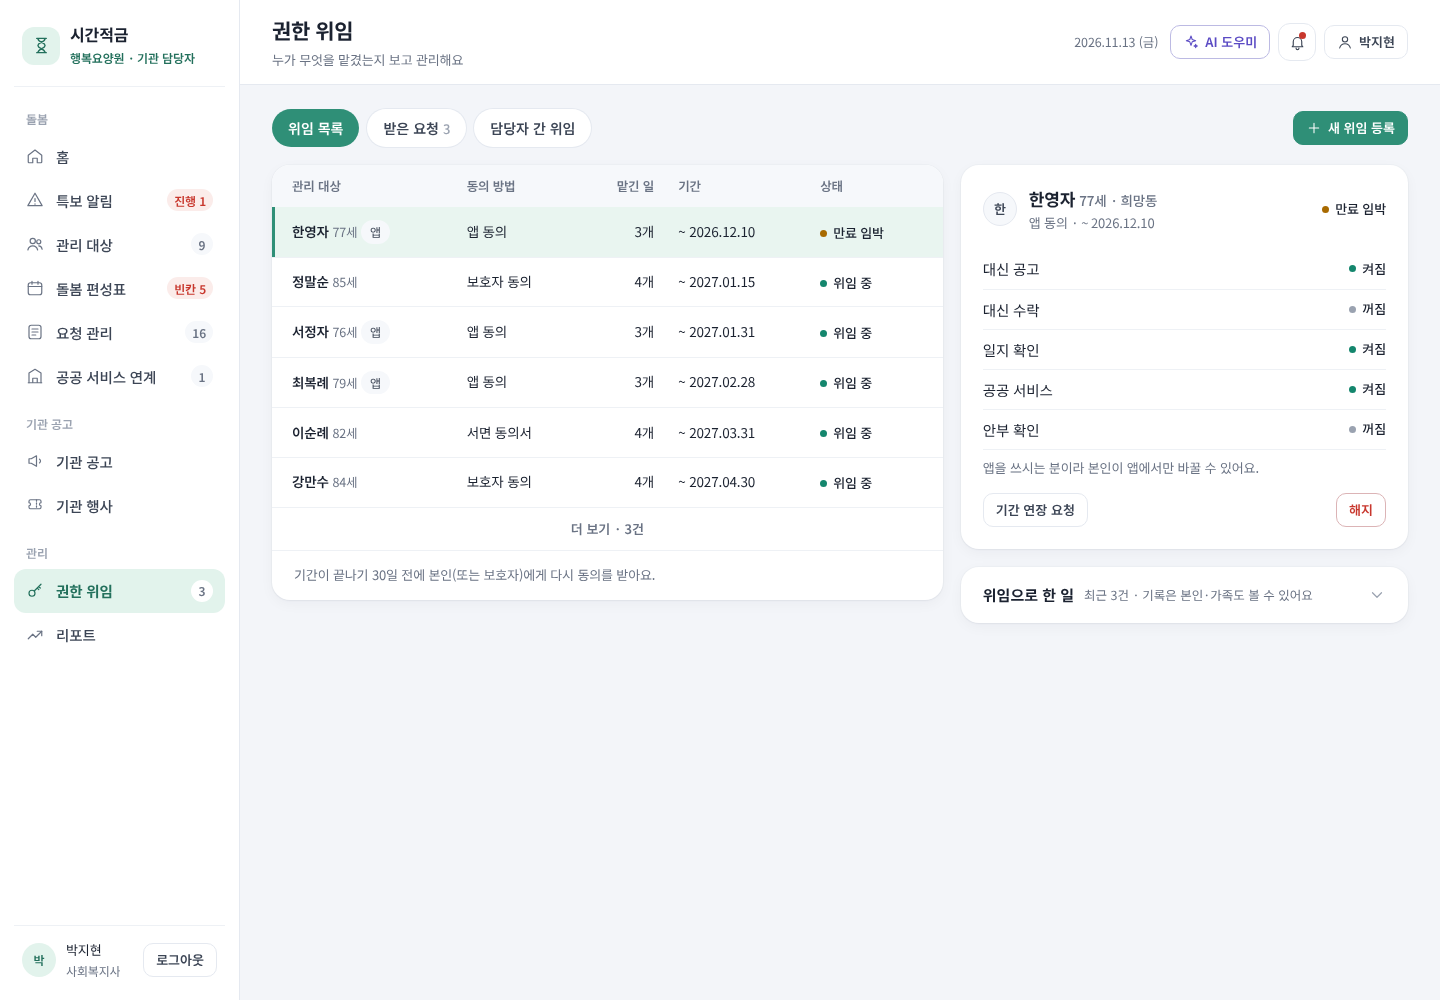 시간적금
행복요양원 · 기관 담당자
돌봄
홈
특보 알림 진행 1
관리 대상 9
돌봄 편성표 빈칸 5
요청 관리 16
공공 서비스 연계 1
기관 공고
기관 공고
기관 행사
관리
권한 위임 3
리포트
박 박지현
사회복지사
로그아웃
권한 위임
누가 무엇을 맡겼는지 보고 관리해요
2026.11.13 (금) AI 도우미 박지현
위임 목록 받은 요청 3 담당자 간 위임 새 위임 등록
관리 대상 동의 방법 맡긴 일 기간 상태
한영자 77세 앱 앱 동의 3개 ~ 2026.12.10 만료 임박
정말순 85세 보호자 동의 4개 ~ 2027.01.15 위임 중
서정자 76세 앱 앱 동의 3개 ~ 2027.01.31 위임 중
최복례 79세 앱 앱 동의 3개 ~ 2027.02.28 위임 중
이순례 82세 서면 동의서 4개 ~ 2027.03.31 위임 중
강만수 84세 보호자 동의 4개 ~ 2027.04.30 위임 중
더 보기 · 3건
기간이 끝나기 30일 전에 본인(또는 보호자)에게 다시 동의를 받아요.
한 한영자 77세 · 희망동 만료 임박
앱 동의 · ~ 2026.12.10
대신 공고 켜짐
대신 수락 꺼짐
일지 확인 켜짐
공공 서비스 켜짐
안부 확인 꺼짐
앱을 쓰시는 분이라 본인이 앱에서만 바꿀 수 있어요.
기간 연장 요청 해지
위임으로 한 일 최근 3건 · 기록은 본인·가족도 볼 수 있어요